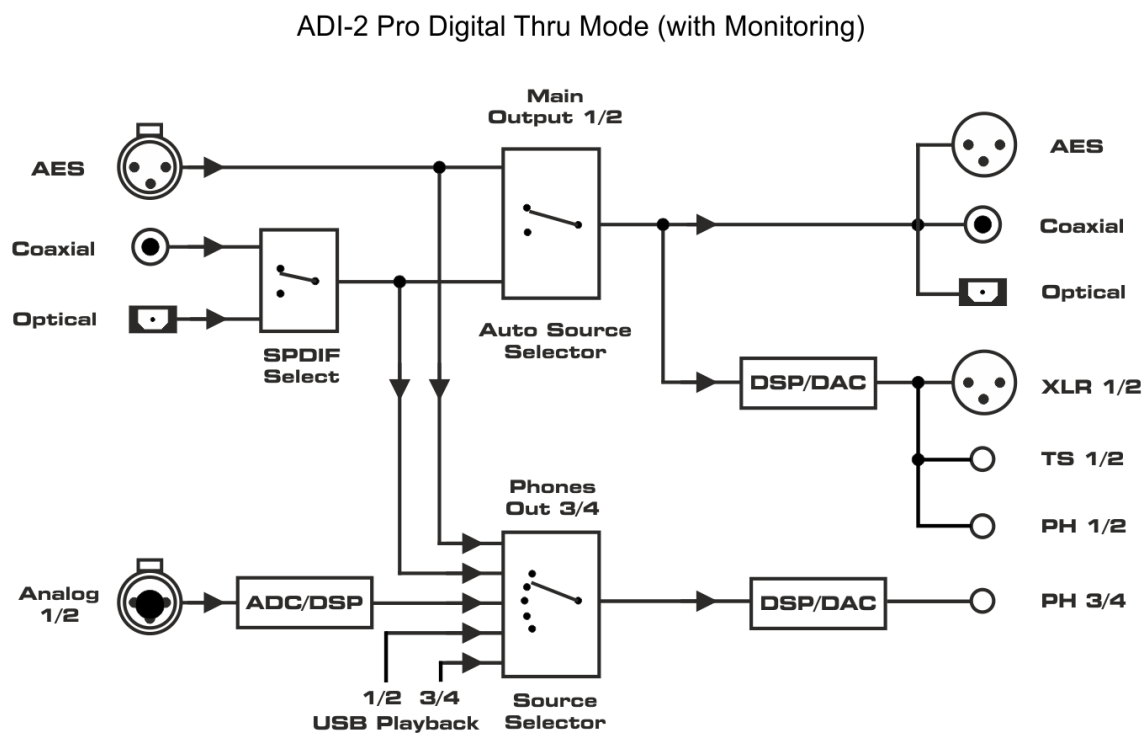 ADI-2 Pro Digital Thru Mode (with Monitoring)
Main
Output 1/2
AES
AES
Coaxial
Coaxial
Optical
Optical
SPDIF
Select
Auto Source
Selector
DSP/DAC
XLR 1/2
TS 1/2
Phones
Out 3/4
PH 1/2
Analog
1/2
ADC/DSP
DSP/DAC
PH 3/4
1/2 3/4
USB Playback
Source
Selector